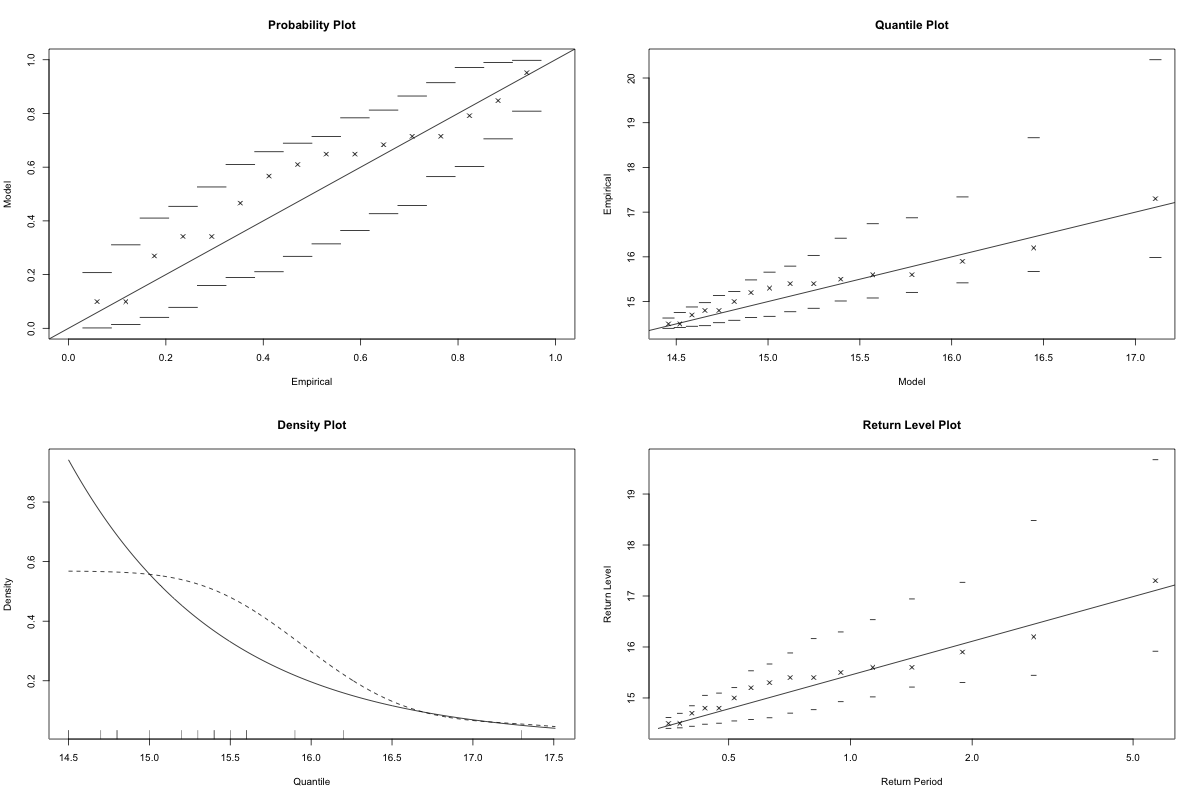 Probability Plot
Model
1.0
0.8
0.6
0.4
0.2
0.0
0.0 0.2 0.4 0.6 0.8 1.0
Empirical
Quantile Plot
Empirical
20
19
18
17
16
15
14.5 15.0 15.5 16.0 16.5 17.0
Model
Density Plot
Density
0.8
0.6
0.4
0.2
14.5 15.0 15.5 16.0 16.5 17.0 17.5
Quantile
Return Level Plot
Return Level
19
18
17
16
15
0.5 1.0 2.0 5.0
Return Period